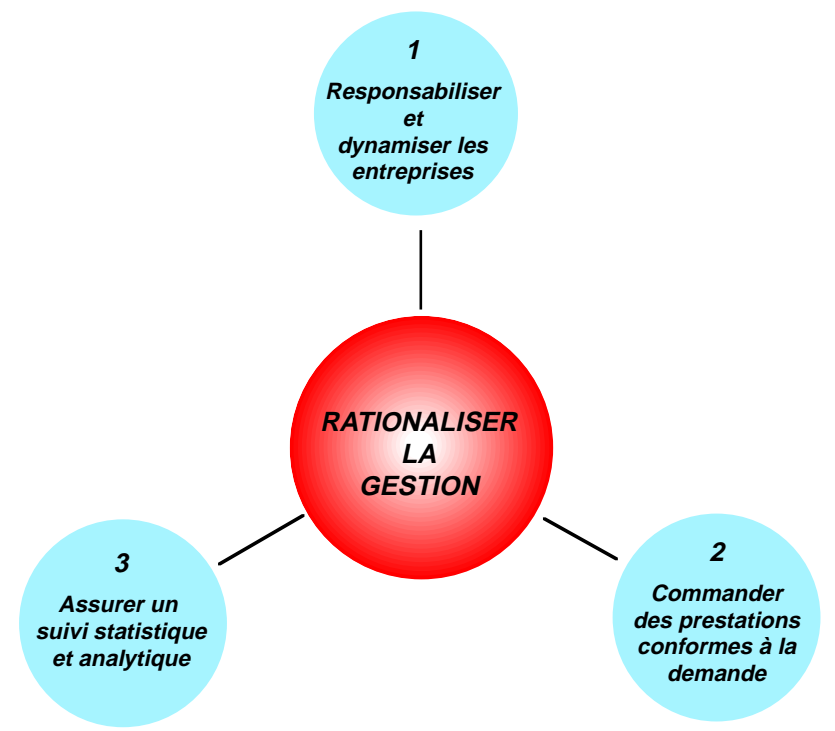 1
Responsabiliser
et
dynamiser les
entreprises
RATIONALISER
LA
GESTION
2
Commander
des prestations
conformes à la
demande
3
Assurer un
suivi statistique
et analytique